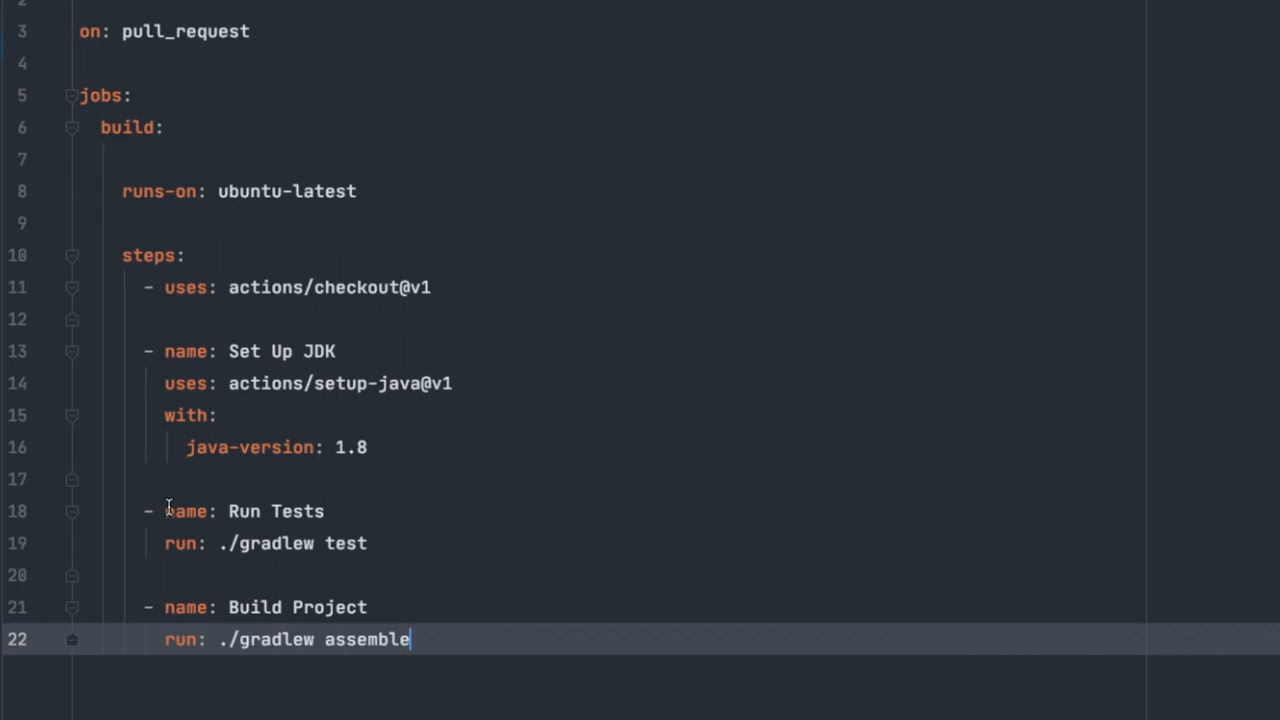 2
3 on: pull_request
4
5 jobs:
6 build:
7
8 runs-on: ubuntu-latest
9
10 steps:
11 - uses: actions/checkout@v1
12
13 - name: Set Up JDK
14 uses: actions/setup-java@v1
15 with:
16 java-version: 1.8
17
18 - name: Run Tests
19 run: ./gradlew test
20
21 - name: Build Project
22 run: ./gradlew assemble